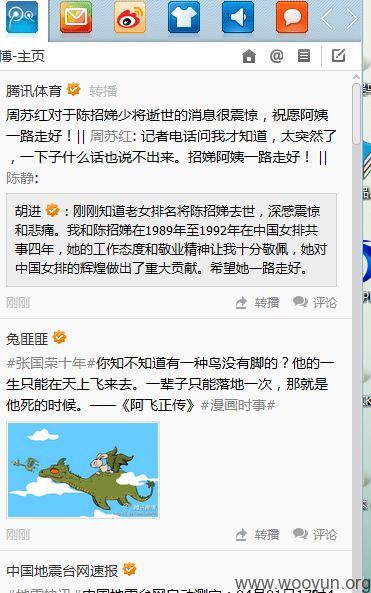 博-主页
腾讯体育 转播
周苏红对于陈招娣少将逝世的消息很震惊，祝愿阿姨
一路走好！|| 周苏红: 记者电话问我才知道，太突然了
，一下子什么话也说不出来。招娣阿姨一路走好！ ||
陈静:
胡进 ：刚刚知道老女排名将陈招娣去世，深感震惊
和悲痛。我和陈招娣在1989年至1992年在中国女排共
事四年，她的工作态度和敬业精神让我十分敬佩，她对
中国女排的辉煌做出了重大贡献。希望她一路走好。
刚刚 转播 评论
兔匪匪
#张国荣十年#你知不知道有一种鸟没有脚的？他的一
生只能在天上飞来去。一辈子只能落地一次，那就是
他死的时候。——《阿飞正传》#漫画时事#
刚刚 转播 评论
中国地震台网速报
www.wooyun.org